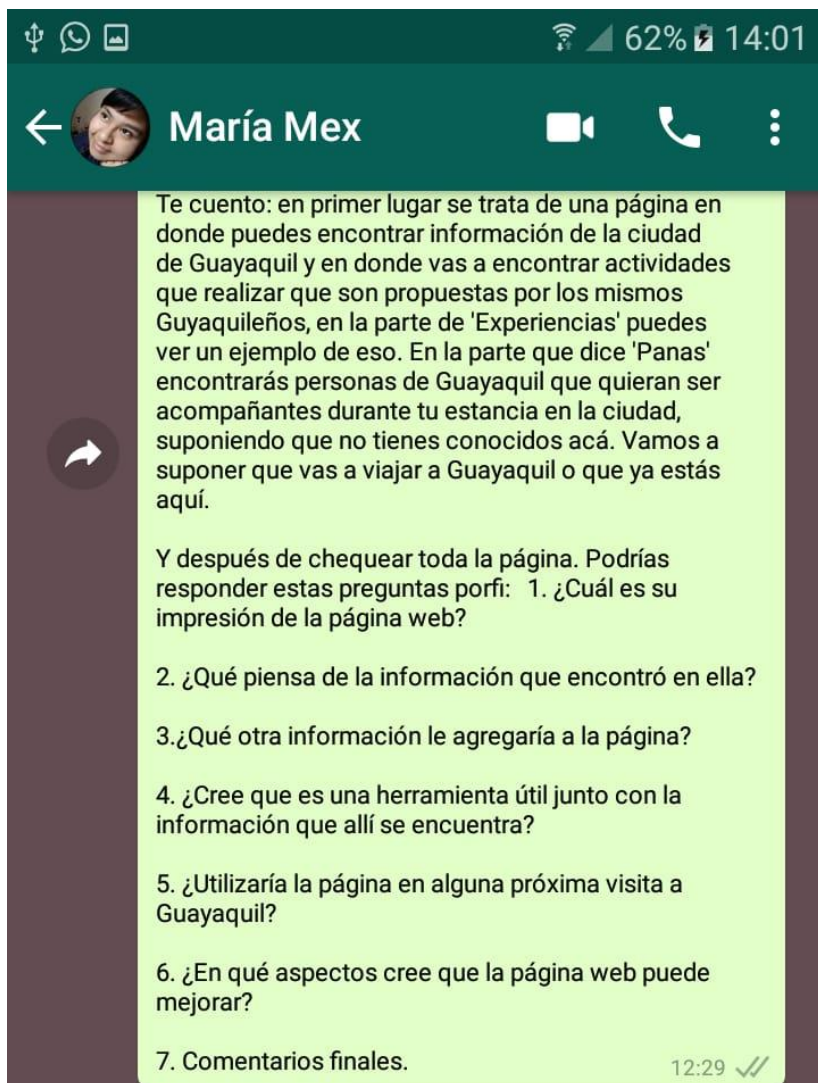 62% 14:01
María Mex
Te cuento: en primer lugar se trata de una página en
donde puedes encontrar información de la ciudad
de Guayaquil y en donde vas a encontrar actividades
que realizar que son propuestas por los mismos
Guyaquileños, en la parte de 'Experiencias' puedes
ver un ejemplo de eso. En la parte que dice 'Panas'
encontrarás personas de Guayaquil que quieran ser
acompañantes durante tu estancia en la ciudad,
suponiendo que no tienes conocidos acá. Vamos a
suponer que vas a viajar a Guayaquil o que ya estás
aquí.
Y después de chequear toda la página. Podrías
responder estas preguntas porfi: 1. ¿Cuál es su
impresión de la página web?
2. ¿Qué piensa de la información que encontró en ella?
3.¿Qué otra información le agregaría a la página?
4. ¿Cree que es una herramienta útil junto con la
información que allí se encuentra?
5. ¿Utilizaría la página en alguna próxima visita a
Guayaquil?
6. ¿En qué aspectos cree que la página web puede
mejorar?
7. Comentarios finales.
12:29